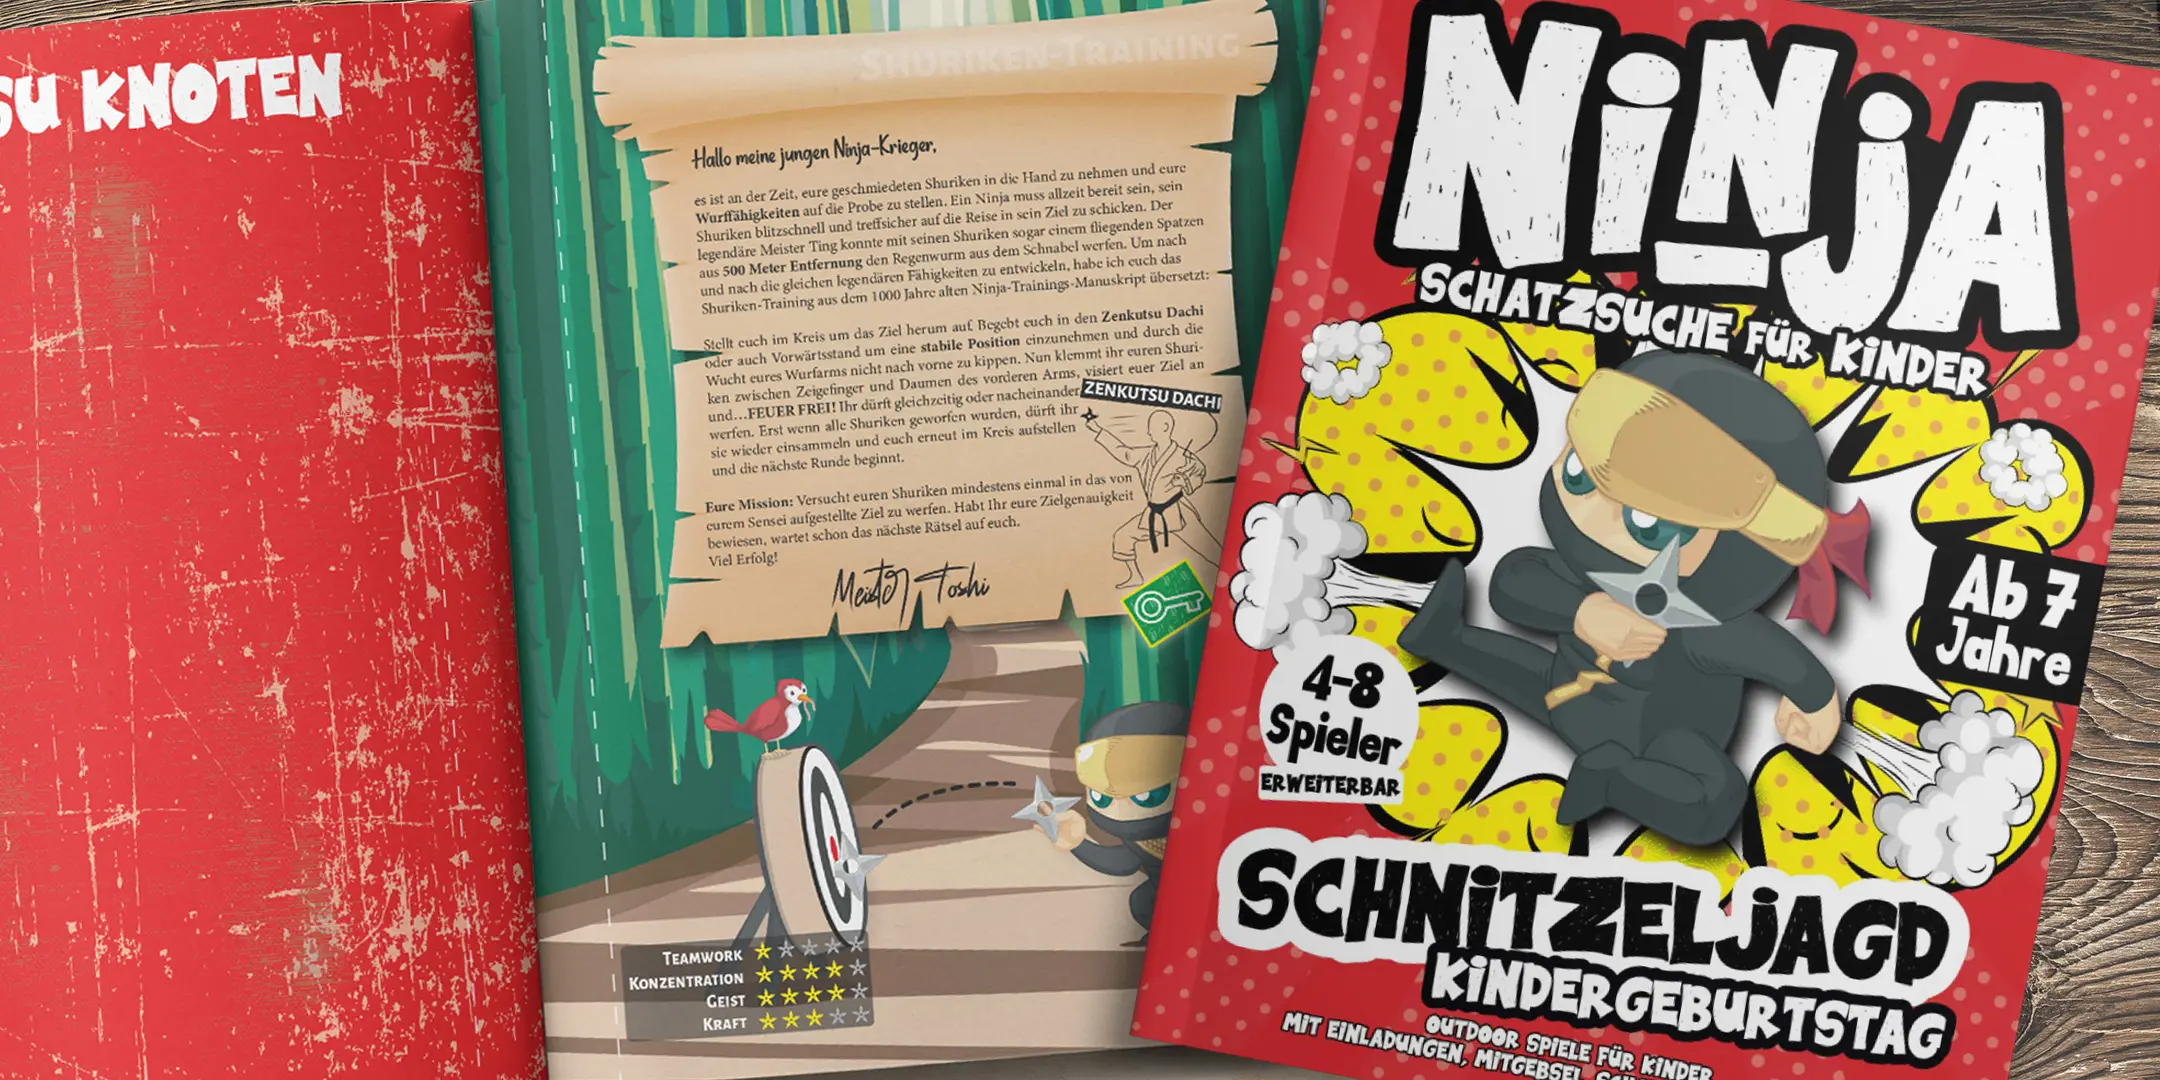 SU KNOTEN
SHURIKEN-TRAINING
Hallo meine jungen Ninja-Krieger,
es ist an der Zeit, eure geschmiedeten Shuriken in die Hand zu nehmen und eure
Wurffähigkeiten auf die Probe zu stellen. Ein Ninja muss allzeit bereit sein, sein
Shuriken blitzschnell und treffsicher auf die Reise in sein Ziel zu schicken. Der
legendäre Meister Ting konnte mit seinen Shuriken sogar einem fliegenden Spatzen
aus 500 Meter Entfernung den Regenwurm aus dem Schnabel werfen. Um nach
und nach die gleichen legendären Fähigkeiten zu entwickeln, habe ich euch das
Shuriken-Training aus dem 1000 Jahre alten Ninja-Trainings-Manuskript übersetzt:
Stellt euch im Kreis um das Ziel herum auf. Begebt euch in den Zenkutsu Dachi
oder auch Vorwärtsstand um eine stabile Position einzunehmen und durch die
Wucht eures Wurfarms nicht nach vorne zu kippen. Nun klemmt ihr euren Shuri-
ken zwischen Zeigefinger und Daumen des vorderen Arms, visiert euer Ziel an
und...FEUER FREI! Ihr dürft gleichzeitig oder nacheinander
werfen. Erst wenn alle Shuriken geworfen wurden, dürft ihr
sie wieder einsammeln und euch erneut im Kreis aufstellen
und die nächste Runde beginnt.
ZENKUTSU DACHI
Eure Mission: Versucht euren Shuriken mindestens einmal in das von
eurem Sensei aufgestellte Ziel zu werfen. Habt Ihr eure Zielgenauigkeit
bewiesen, wartet schon das nächste Rätsel auf euch.
Viel Erfolg!
Meister Toshi
TEAMWORK
KONZENTRATION
GEIST
KRAFT
NINJA
SCHATZSUCHE FÜR KINDER
Ab 7
Jahre
4-8
Spieler
ERWEITERBAR
SCHNITZELJAGD
KINDERGEBURTSTAG
OUTDOOR SPIELE FÜR KINDER
MIT EINLADUNGEN, MITGEBSEL,